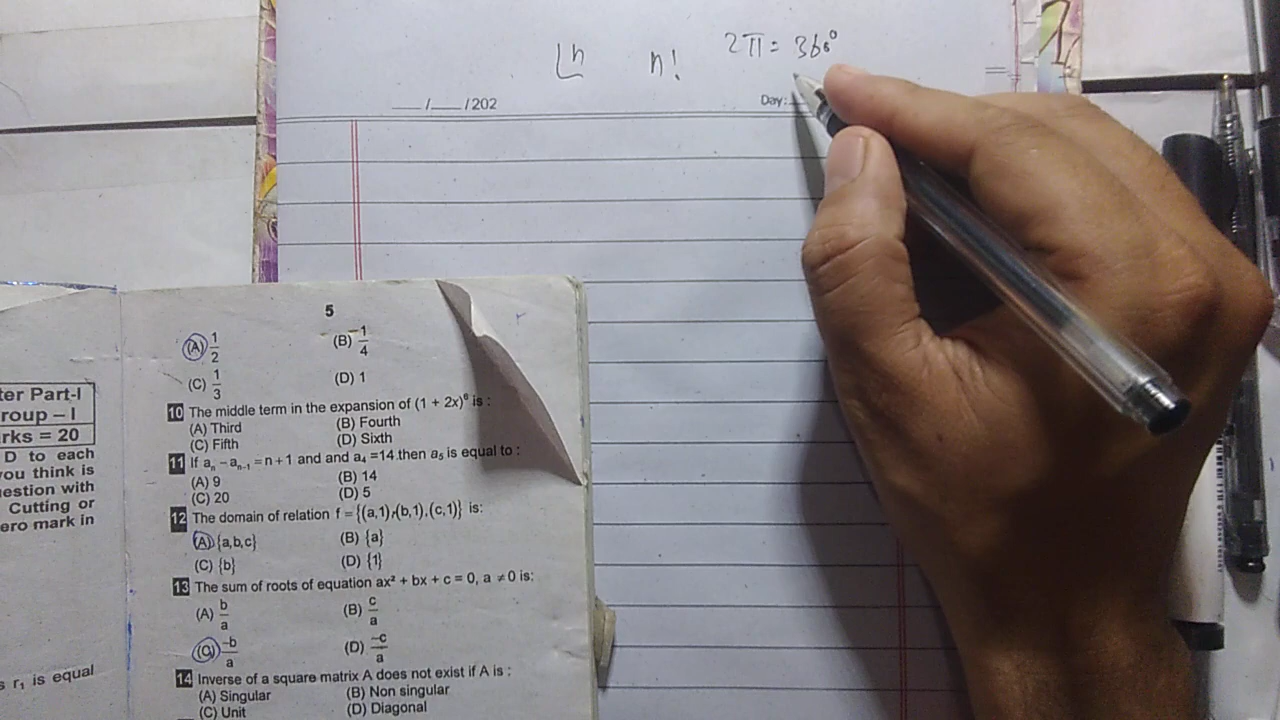 n n! 2π = 360°
__/__/202 Day:
5
(A) 1/2 (B) 1/4
(C) 1/3 (D) 1
10 The middle term in the expansion of (1 + 2x)⁶ is :
(A) Third (B) Fourth
(C) Fifth (D) Sixth
11 If aₙ – aₙ₋₁ = n + 1 and and a₄ =14.then a₅ is equal to :
(A) 9 (B) 14
(C) 20 (D) 5
12 The domain of relation f = {(a,1),(b,1),(c,1)} is:
(A) {a,b,c} (B) {a}
(C) {b} (D) {1}
13 The sum of roots of equation ax² + bx + c = 0, a ≠ 0 is:
(A) b/a (B) c/a
(C) –b/a (D) –c/a
14 Inverse of a square matrix A does not exist if A is :
(A) Singular (B) Non singular
(C) Unit (D) Diagonal
ter Part-I
roup – I
rks = 20
D to each
you think is
estion with
Cutting or
ero mark in
s r₁ is equal